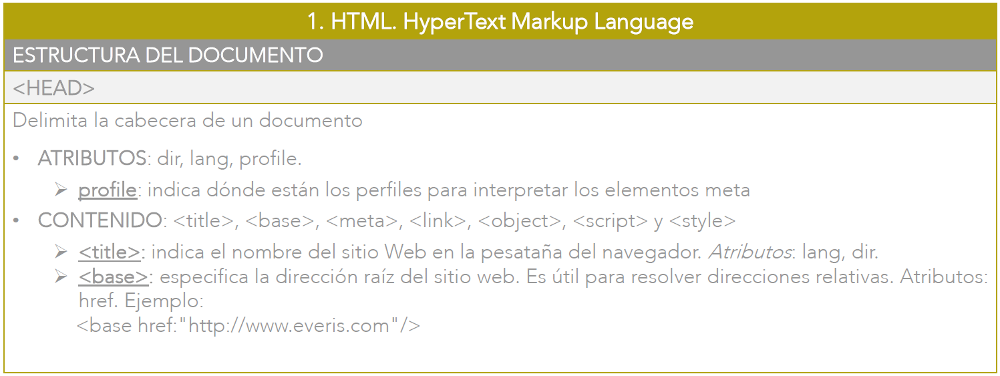 1. HTML. HyperText Markup Language
ESTRUCTURA DEL DOCUMENTO
<HEAD>
Delimita la cabecera de un documento
• ATRIBUTOS: dir, lang, profile.
➢ profile: indica dónde están los perfiles para interpretar los elementos meta
• CONTENIDO: <title>, <base>, <meta>, <link>, <object>, <script> y <style>
➢ <title>: indica el nombre del sitio Web en la pesataña del navegador. Atributos: lang, dir.
➢ <base>: especifica la dirección raíz del sitio web. Es útil para resolver direcciones relativas. Atributos:
href. Ejemplo:
<base href:"http://www.everis.com"/>